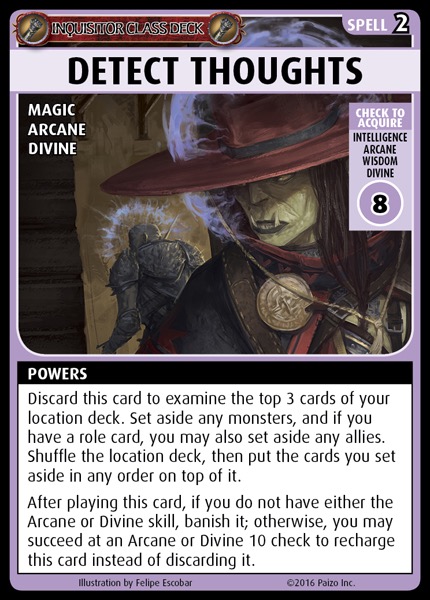 INQUISITOR CLASS DECK
SPELL 2
DETECT THOUGHTS
MAGIC
ARCANE
DIVINE
CHECK TO
ACQUIRE
INTELLIGENCE
ARCANE
WISDOM
DIVINE
8
POWERS
Discard this card to examine the top 3 cards of your
location deck. Set aside any monsters, and if you
have a role card, you may also set aside any allies.
Shuffle the location deck, then put the cards you set
aside in any order on top of it.
After playing this card, if you do not have either the
Arcane or Divine skill, banish it; otherwise, you may
succeed at an Arcane or Divine 10 check to recharge
this card instead of discarding it.
Illustration by Felipe Escobar
©2016 Paizo Inc.